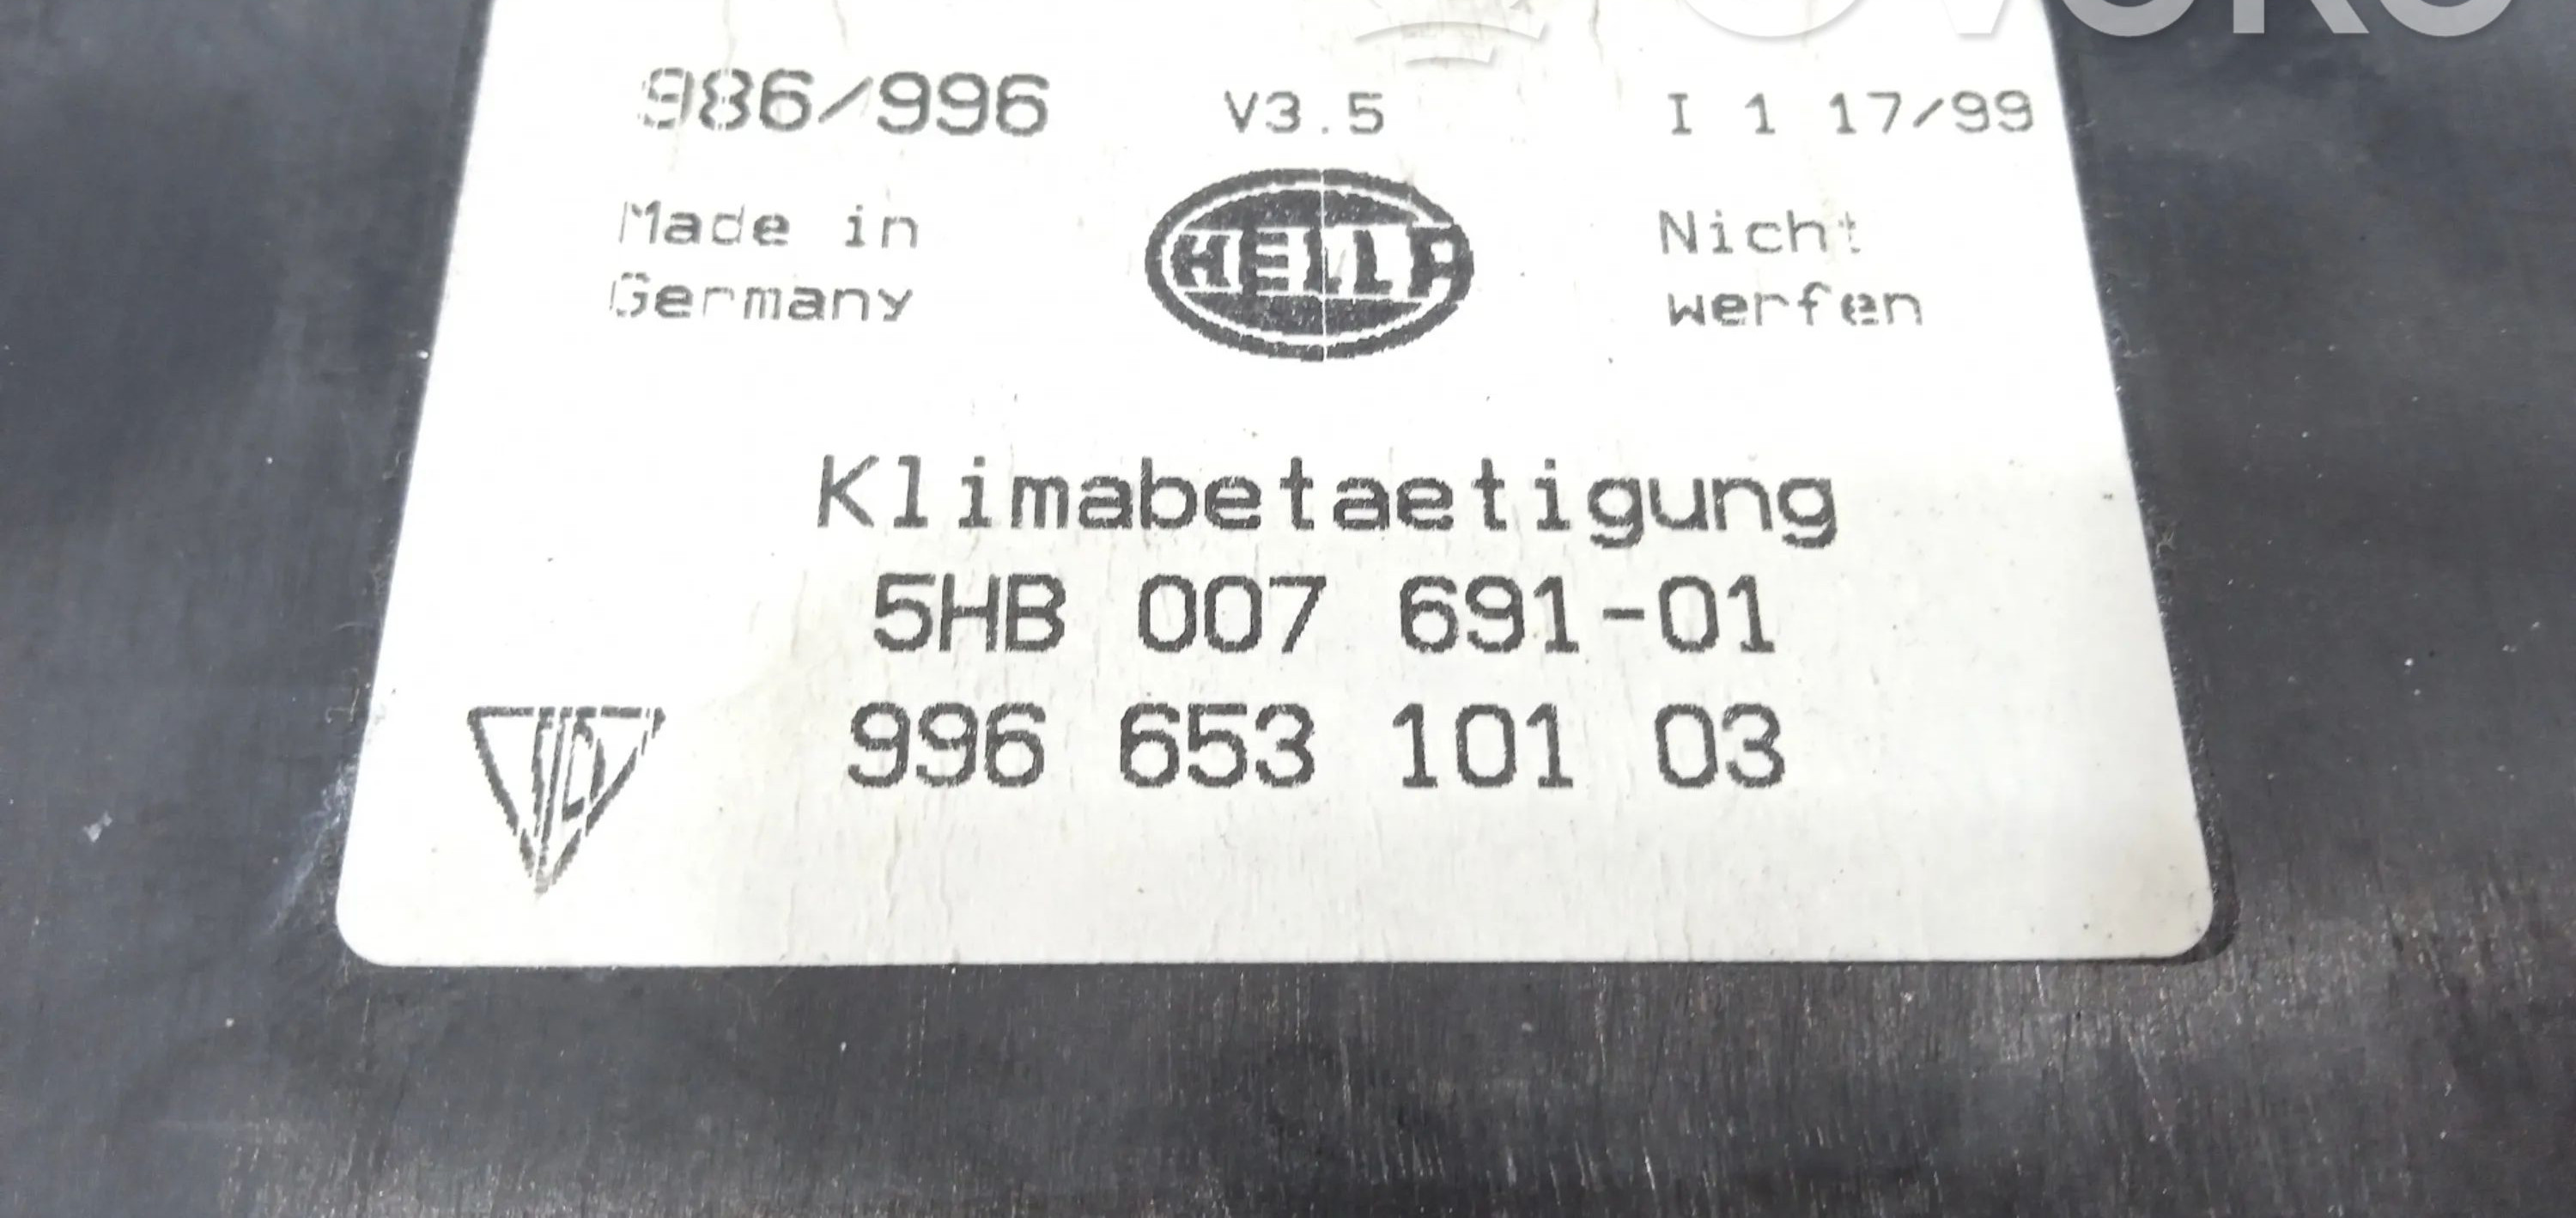 986/996 V3.5 I 1 17/99
Made in HELLA Nicht
Germany werfen
Klimabetaetigung
5HB 007 691-01
996 653 101 03